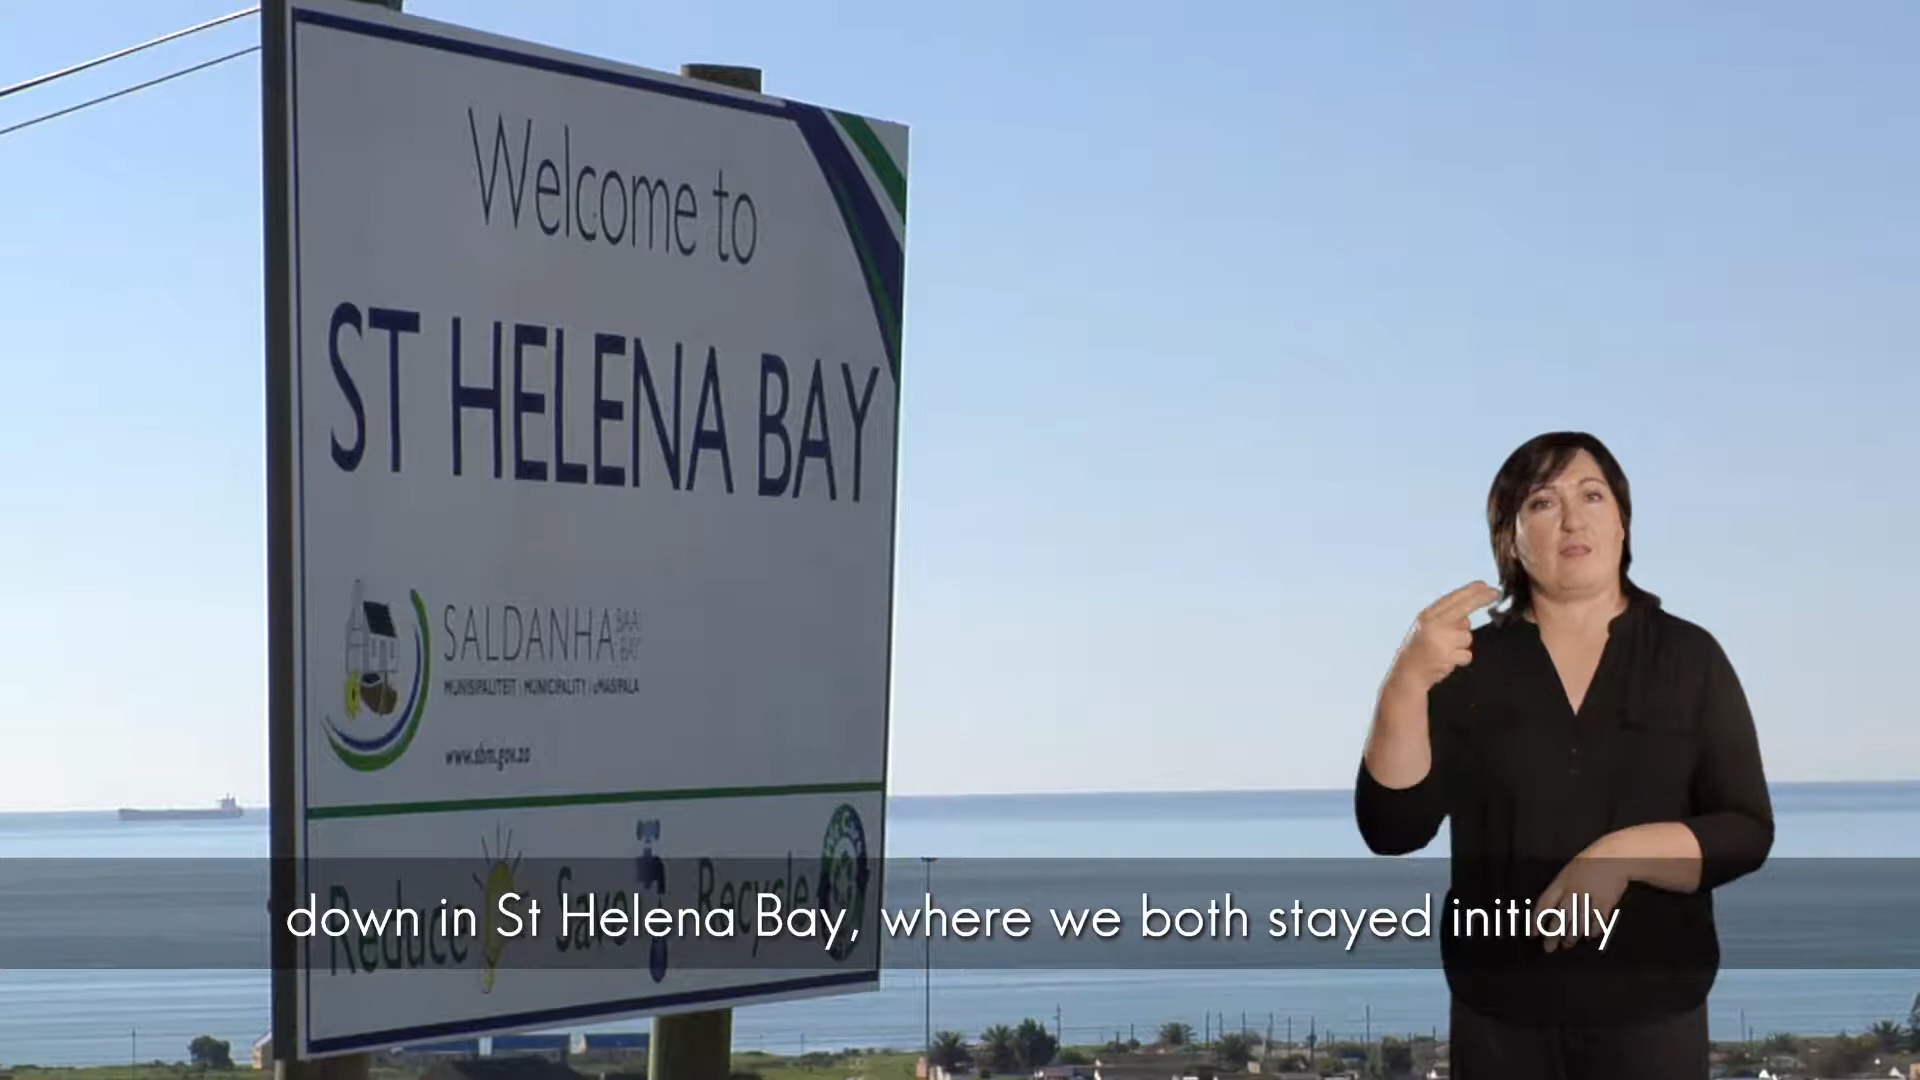 Welcome to
ST HELENA BAY
SALDANHA BAAI BAY
MUNISIPALITEIT | MUNICIPALITY | UMASIPALA
www.sbm.gov.za
Reduce Save Recycle
down in St Helena Bay, where we both stayed initially